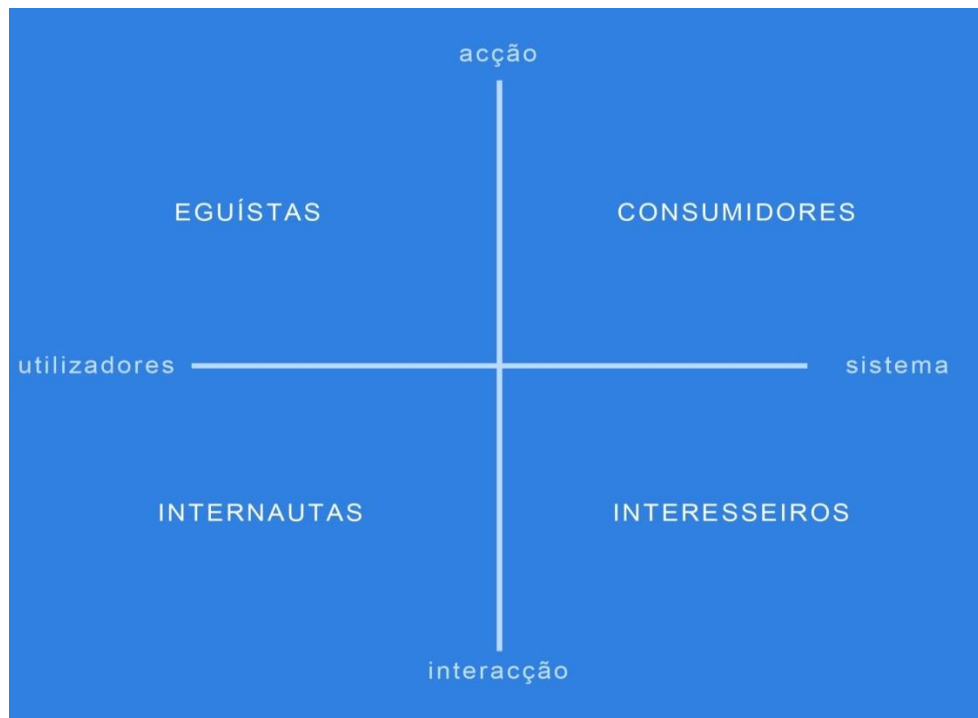 acção
EGUÍSTAS CONSUMIDORES
utilizadores sistema
INTERNAUTAS INTERESSEIROS
interacção